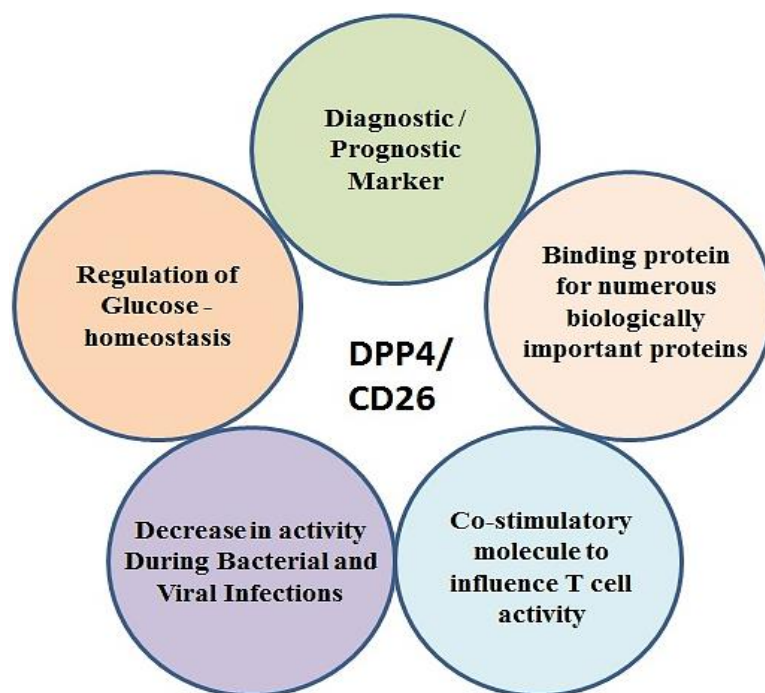 Diagnostic /
Prognostic
Marker
Regulation of
Glucose -
homeostasis
Binding protein
for numerous
biologically
important proteins
DPP4/
CD26
Decrease in activity
During Bacterial and
Viral Infections
Co-stimulatory
molecule to
influence T cell
activity